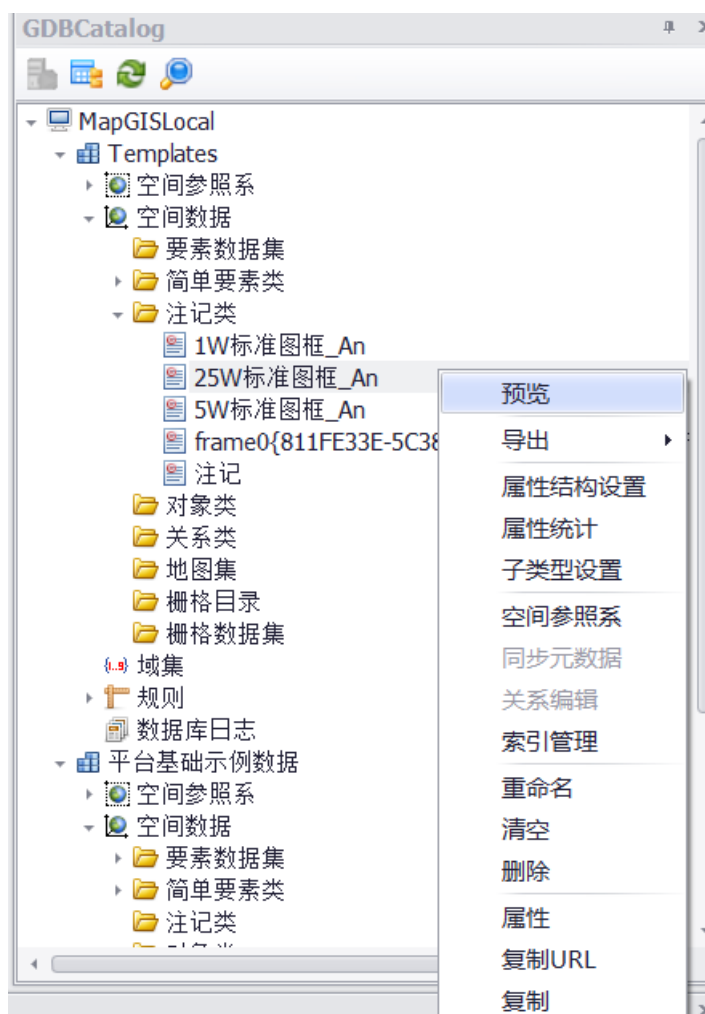 GDBCatalog
MapGISLocal
Templates
空间参照系
空间数据
要素数据集
简单要素类
注记类
1W标准图框_An
25W标准图框_An
5W标准图框_An
frame0{811FE33E-5C38
注记
对象类
关系类
地图集
栅格目录
栅格数据集
域集
规则
数据库日志
平台基础示例数据
空间参照系
空间数据
要素数据集
简单要素类
注记类
预览
导出
属性结构设置
属性统计
子类型设置
空间参照系
同步元数据
关系编辑
索引管理
重命名
清空
删除
属性
复制URL
复制